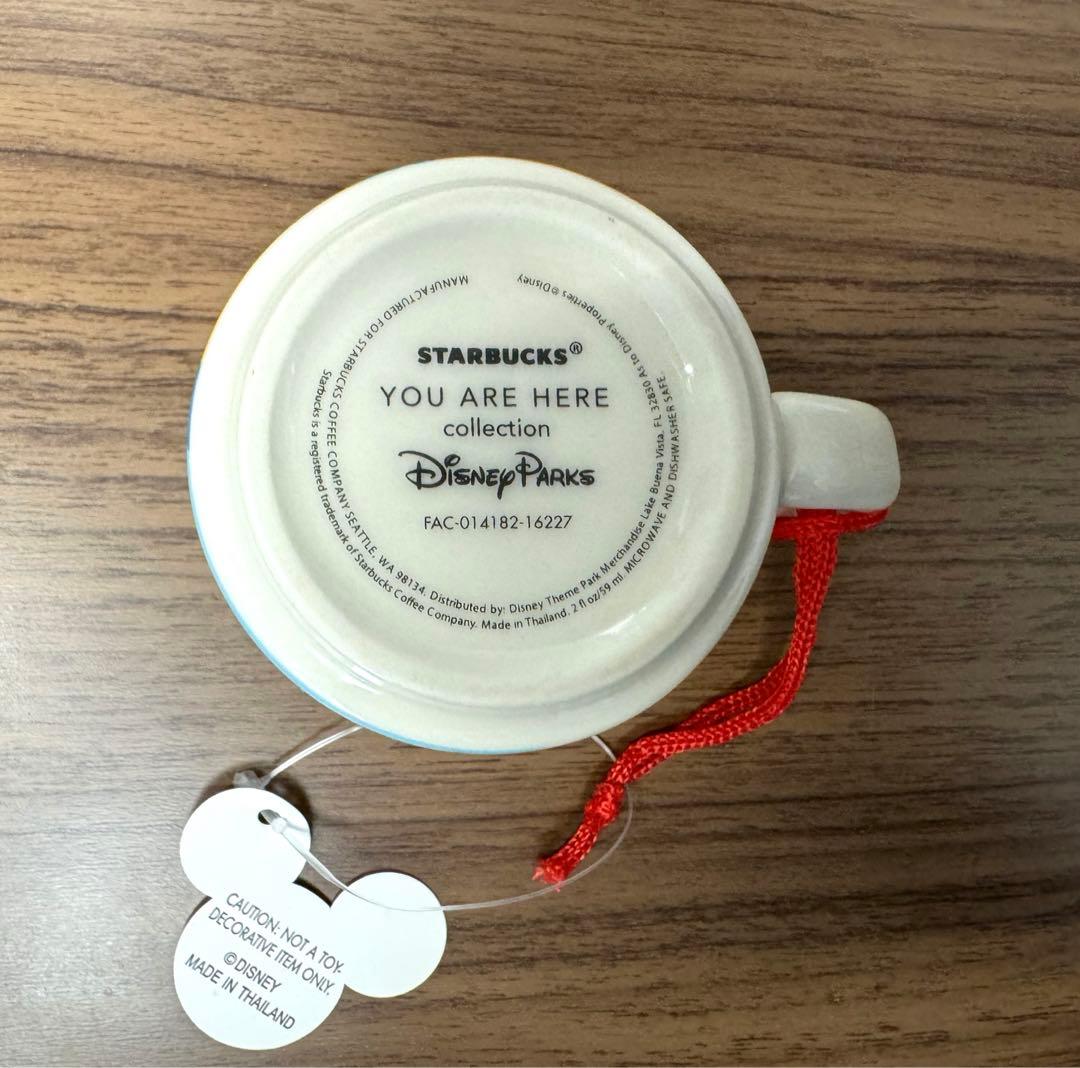 STARBUCKS®
YOU ARE HERE
collection
Disney Parks
FAC-014182-16227
MANUFACTURED FOR STARBUCKS COFFEE COMPANY SEATTLE, WA 98134. Distributed by: Disney Theme Park Merchandise Lake Buena Vista, FL 32830 As to Disney Properties ©Disney
Starbucks is a registered trademark of Starbucks Coffee Company. Made in Thailand. 2 fl oz/59 ml. MICROWAVE AND DISHWASHER SAFE.
CAUTION: NOT A TOY.
DECORATIVE ITEM ONLY.
©DISNEY
MADE IN THAILAND